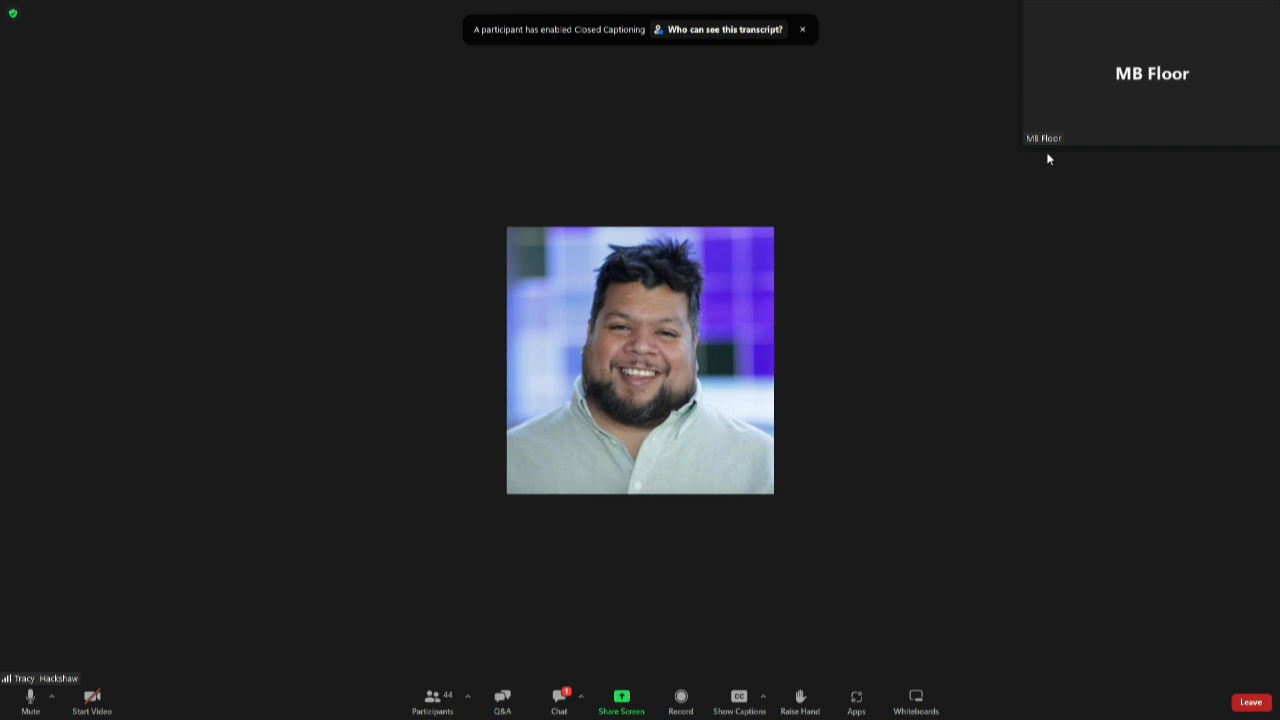 A participant has enabled Closed Captioning Who can see this transcript?
MB Floor
MB Floor
Tracy Hackshaw
Mute
Start Video
44
Participants
Q&A
1
Chat
Share Screen
Record
CC
Show Captions
Raise Hand
Apps
Whiteboards
Leave